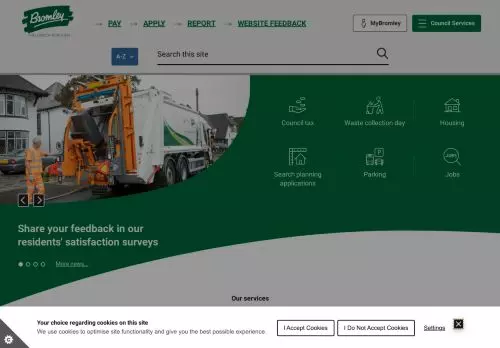 Bromley
THE LONDON BOROUGH
PAY
APPLY
REPORT
WEBSITE FEEDBACK
MyBromley
Council Services
A-Z
Search this site
Council tax
Waste collection day
Housing
Search planning
applications
Parking
Jobs
Share your feedback in our
residents' satisfaction surveys
More news...
Our services
Your choice regarding cookies on this site
We use cookies to optimise site functionality and give you the best possible experience
I Accept Cookies
I Do Not Accept Cookies
Settings